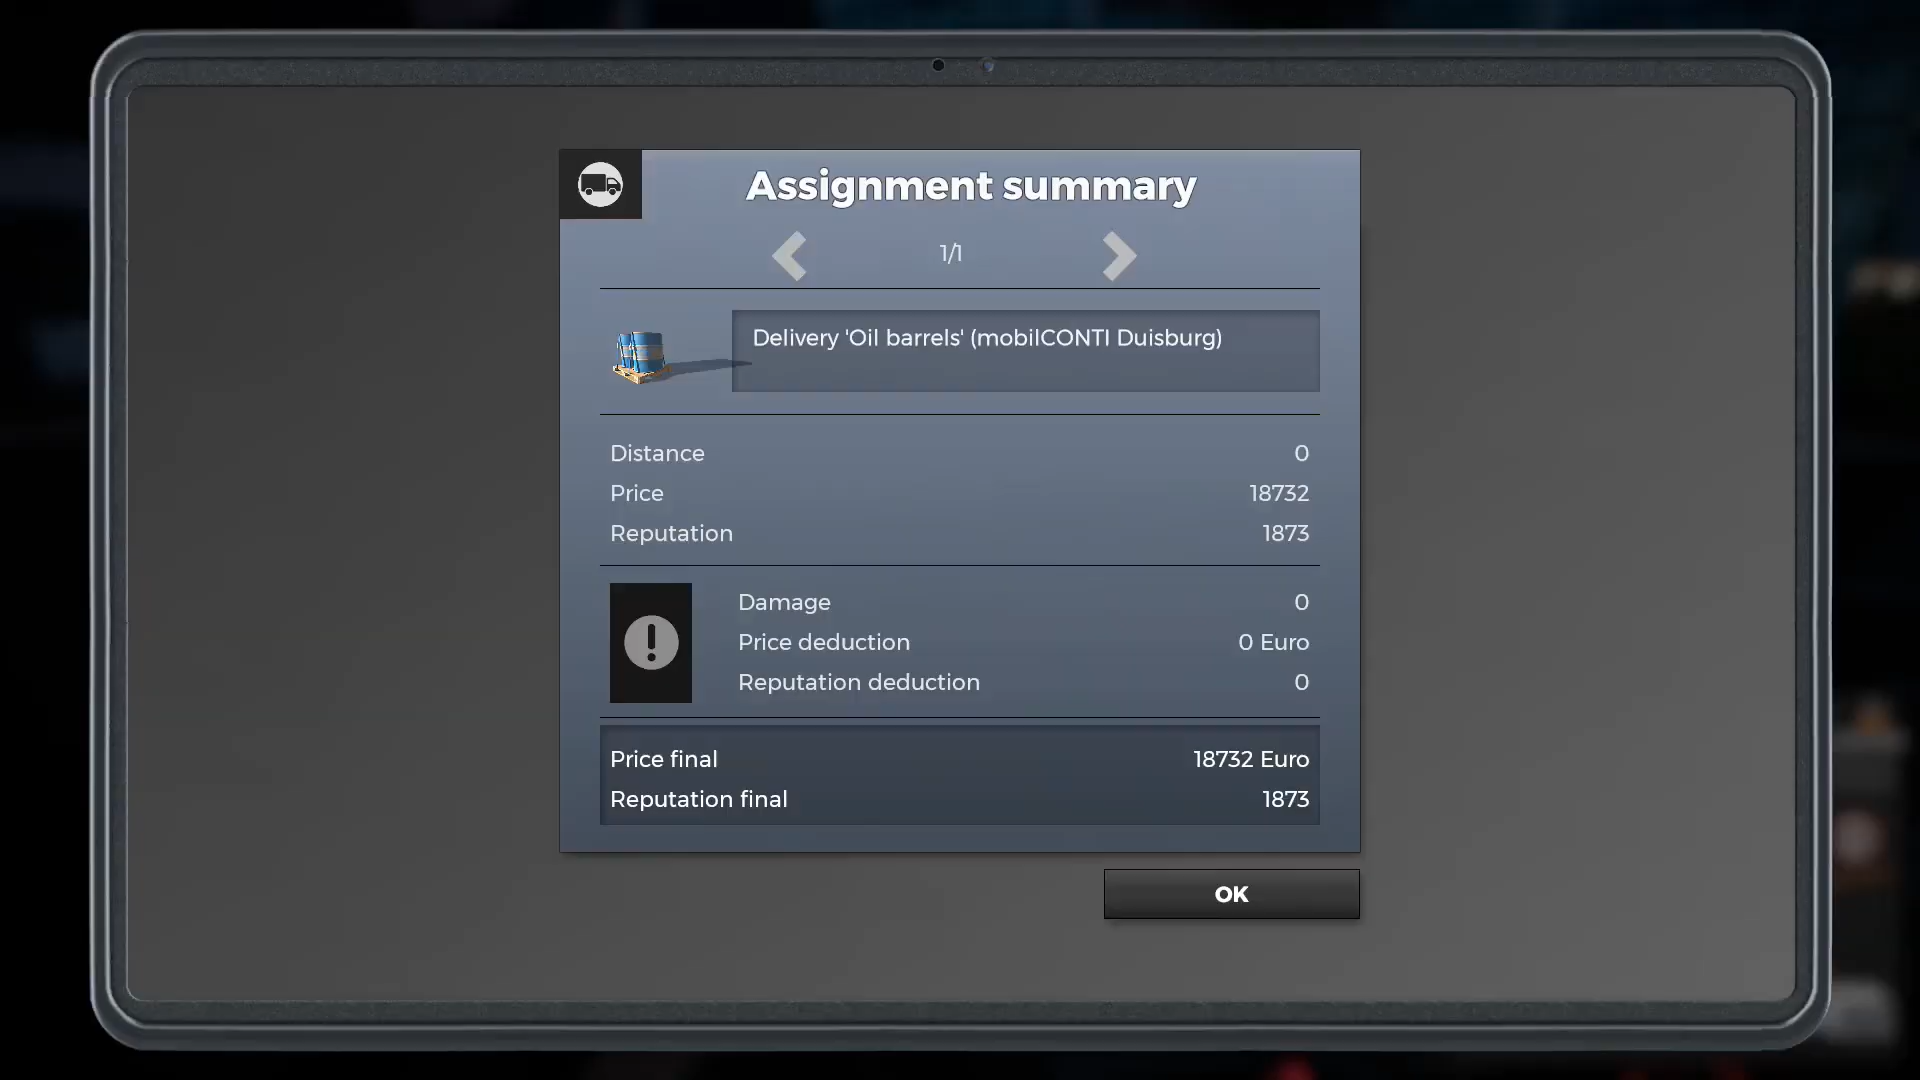 Assignment summary
1/1
Delivery 'Oil barrels' (mobilCONTI Duisburg)
Distance 0
Price 18732
Reputation 1873
Damage 0
Price deduction 0 Euro
Reputation deduction 0
Price final 18732 Euro
Reputation final 1873
OK